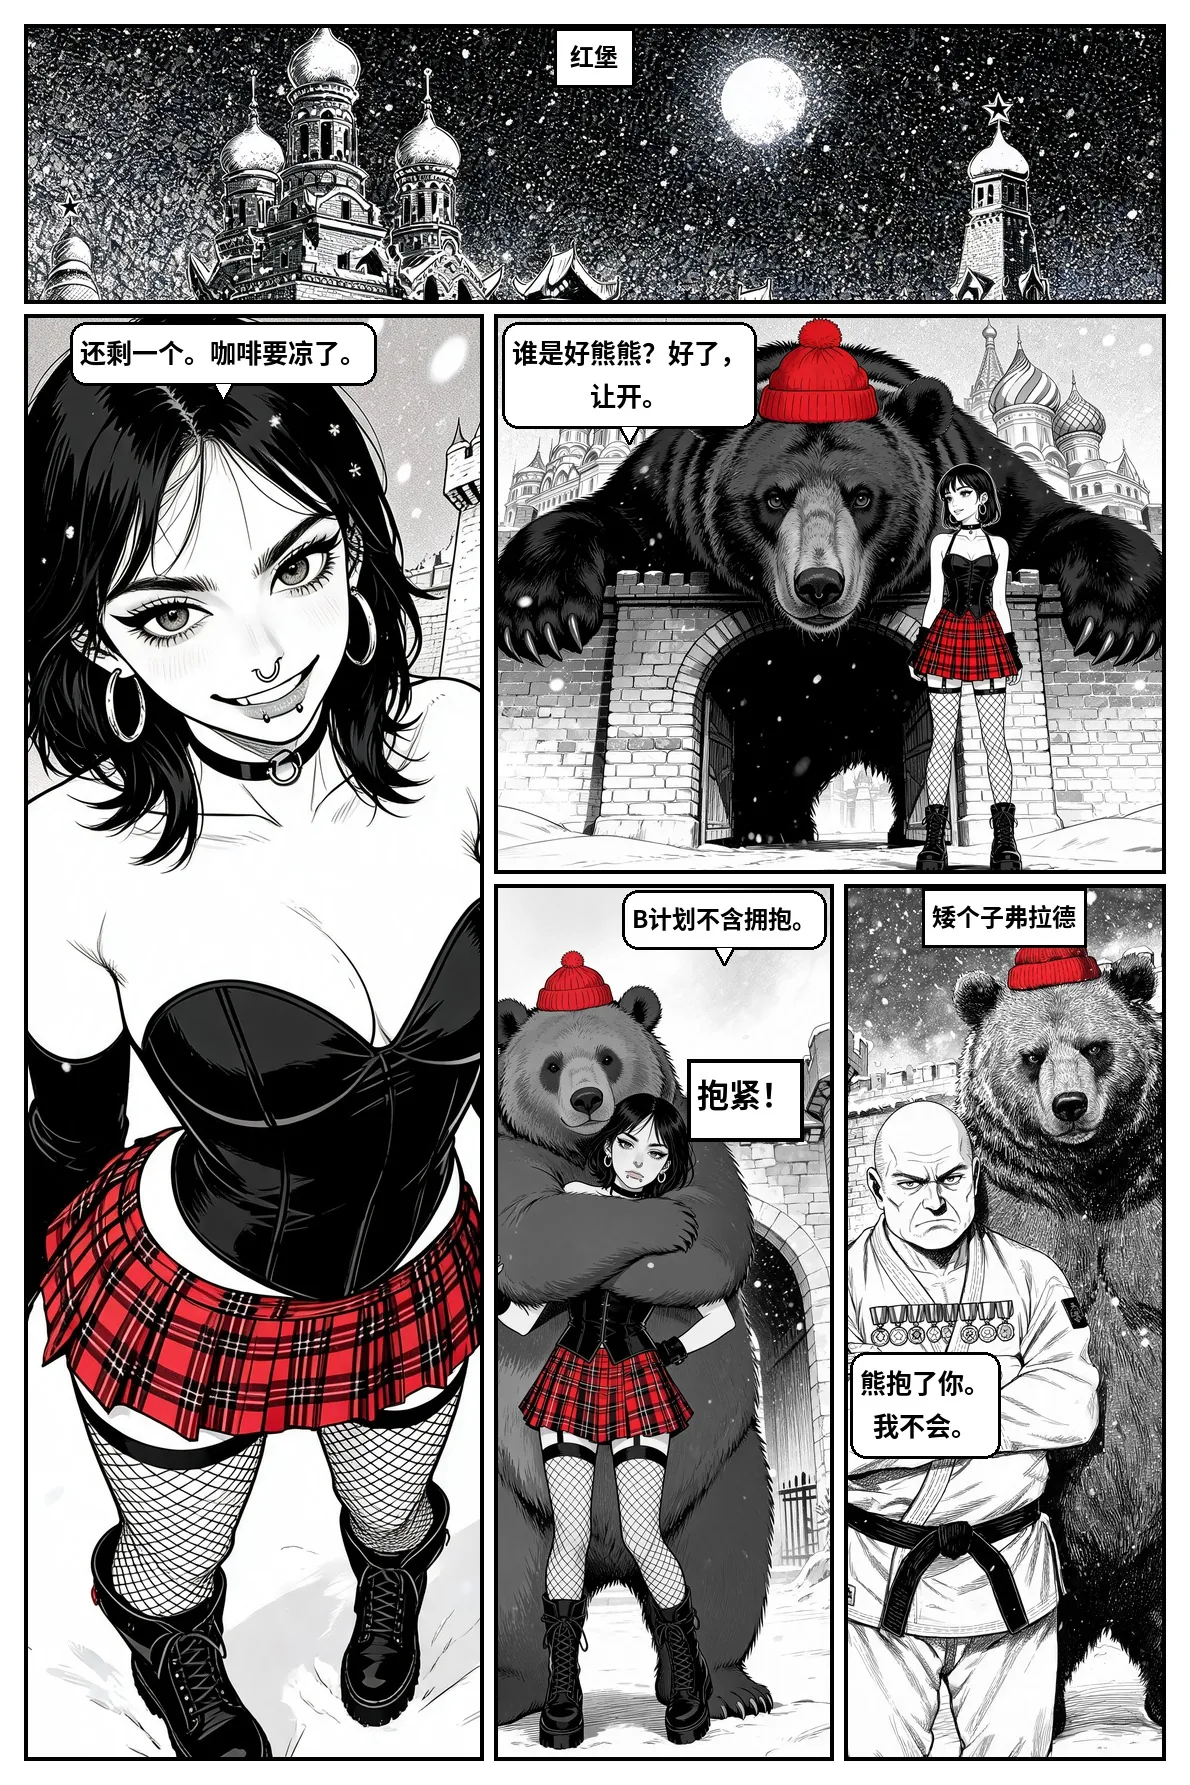 红堡
还剩一个。咖啡要凉了。
谁是好熊熊？好了，
让开。
B计划不含拥抱。
抱紧！
矮个子弗拉德
熊抱了你。
我不会。